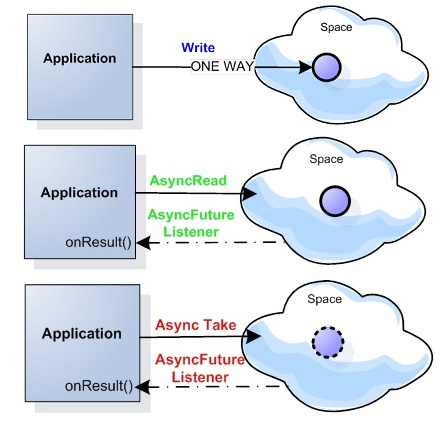 Space
Write
Application
ONE WAY
Space
Application
AsyncRead
AsyncFuture
Listener
onResult()
Space
Application
Async Take
AsyncFuture
Listener
onResult()